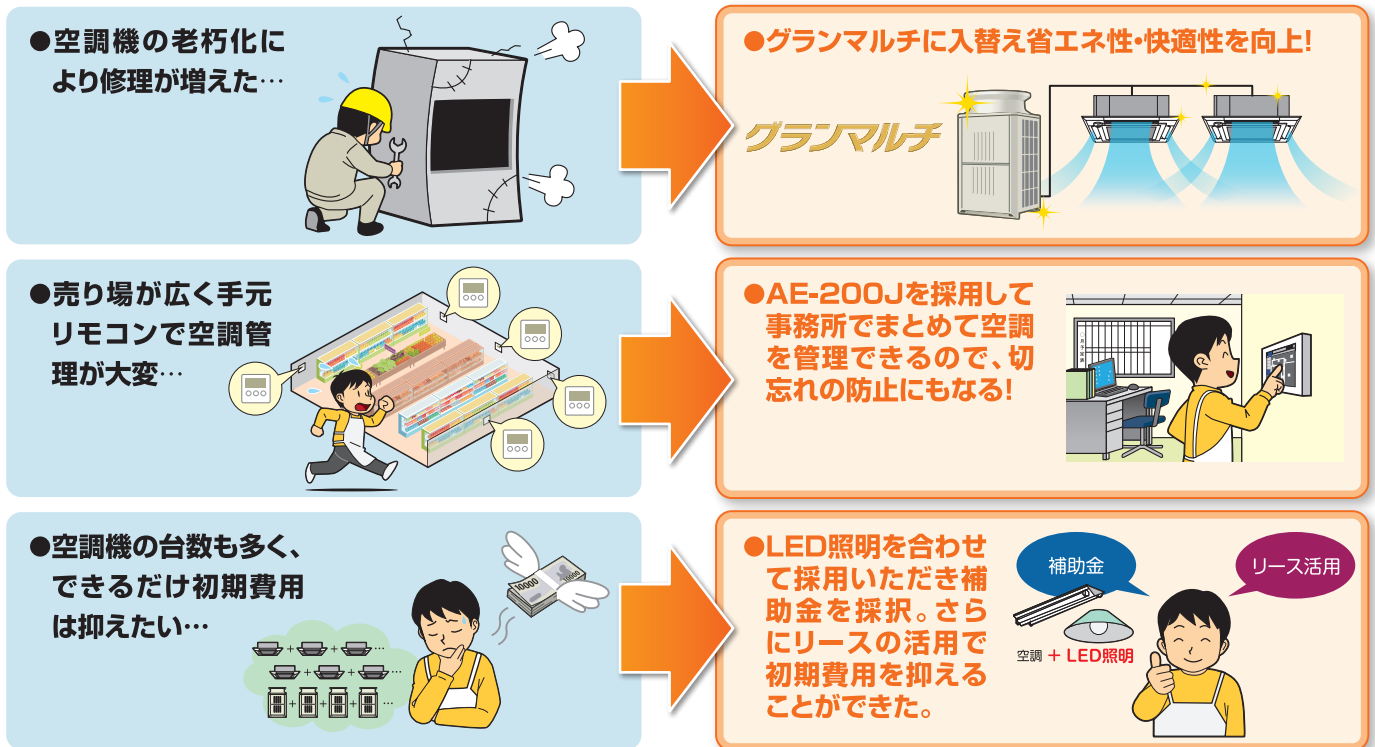 ●空調機の老朽化に
より修理が増えた…
●グランマルチに入替え省エネ性・快適性を向上!
グランマルチ
●売り場が広く手元
リモコンで空調管
理が大変…
●AE-200Jを採用して
事務所でまとめて空調
を管理できるので、切
忘れの防止にもなる!
●空調機の台数も多く、
できるだけ初期費用
は抑えたい…
10000
10000
+ + + …
+ + + …
+ + + …
●LED照明を合わせ
て採用いただき補
助金を採択。さら
にリースの活用で
初期費用を抑える
ことができた。
補助金
リース活用
空調 + LED照明